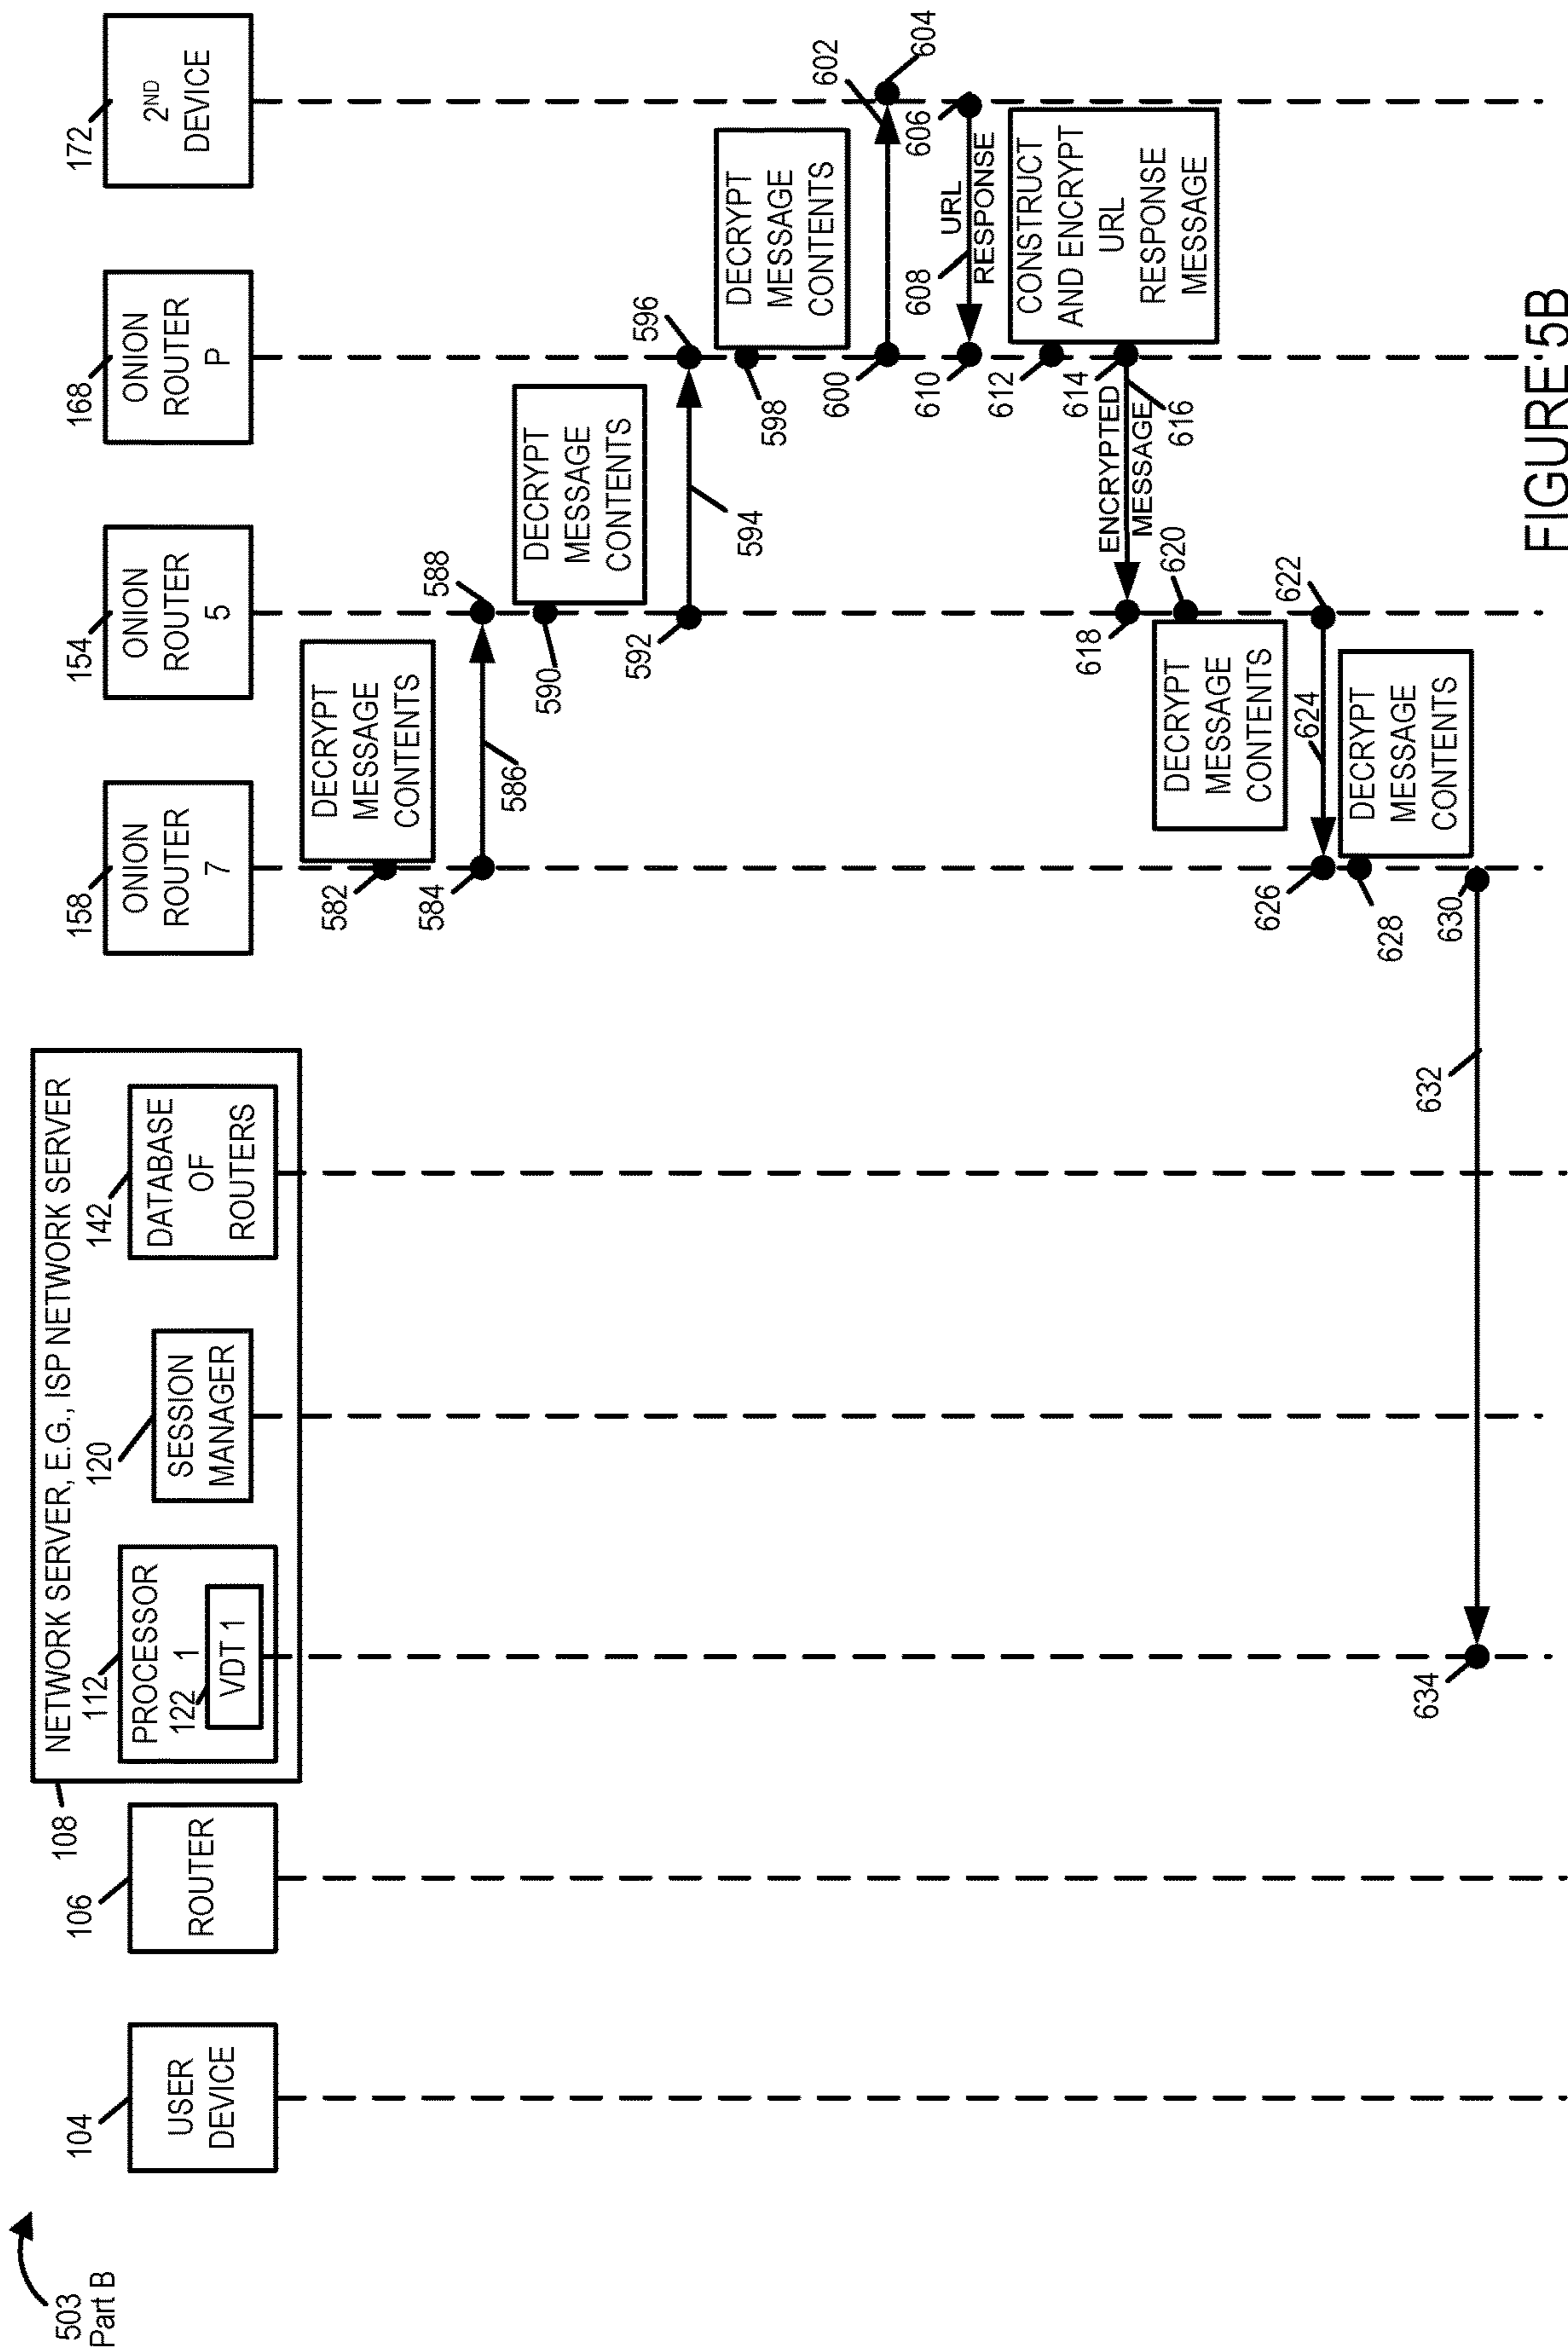 503
Part B
104
USER
DEVICE
106
ROUTER
108
NETWORK SERVER, E.G., ISP NETWORK SERVER
112
PROCESSOR
1
122
VDT 1
120
SESSION
MANAGER
142
DATABASE
OF
ROUTERS
158
ONION
ROUTER
7
154
ONION
ROUTER
5
168
ONION
ROUTER
P
172
2ND
DEVICE
582
DECRYPT
MESSAGE
CONTENTS
584
586
588
590
DECRYPT
MESSAGE
CONTENTS
592
594
596
598
DECRYPT
MESSAGE
CONTENTS
600
602
604
606
URL
RESPONSE
608
610
612
CONSTRUCT
AND ENCRYPT
URL
RESPONSE
MESSAGE
614
ENCRYPTED
MESSAGE
616
618
620
DECRYPT
MESSAGE
CONTENTS
622
624
626
628
DECRYPT
MESSAGE
CONTENTS
630
632
634
FIGURE 5B